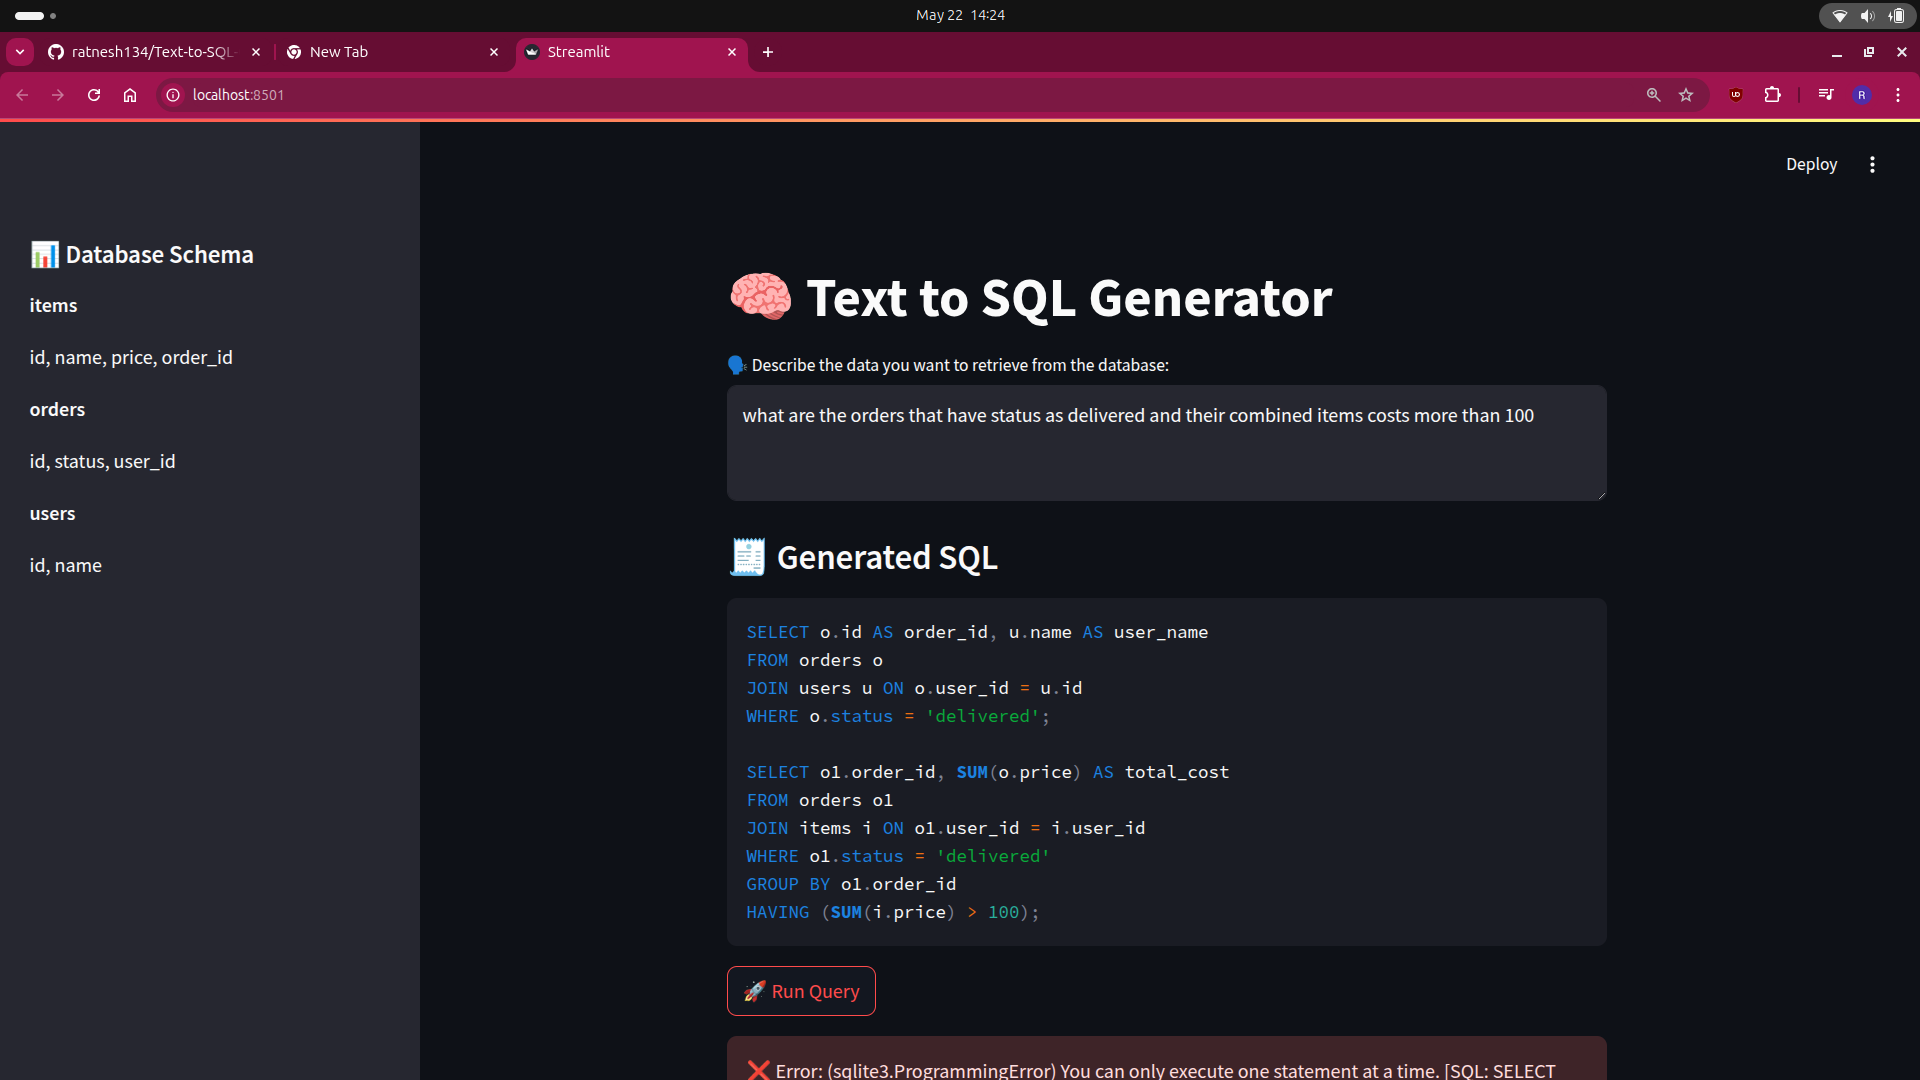 May 22 14:24
ratnesh134/Text-to-SQL-
New Tab
Streamlit
localhost:8501
R
Deploy
📊 Database Schema
items
id, name, price, order_id
orders
id, status, user_id
users
id, name
🧠 Text to SQL Generator
🗣️ Describe the data you want to retrieve from the database:
what are the orders that have status as delivered and their combined items costs more than 100
🧾 Generated SQL
SELECT o.id AS order_id, u.name AS user_name
FROM orders o
JOIN users u ON o.user_id = u.id
WHERE o.status = 'delivered';
SELECT o1.order_id, SUM(o.price) AS total_cost
FROM orders o1
JOIN items i ON o1.user_id = i.user_id
WHERE o1.status = 'delivered'
GROUP BY o1.order_id
HAVING (SUM(i.price) > 100);
🚀 Run Query
❌ Error: (sqlite3.ProgrammingError) You can only execute one statement at a time. [SQL: SELECT